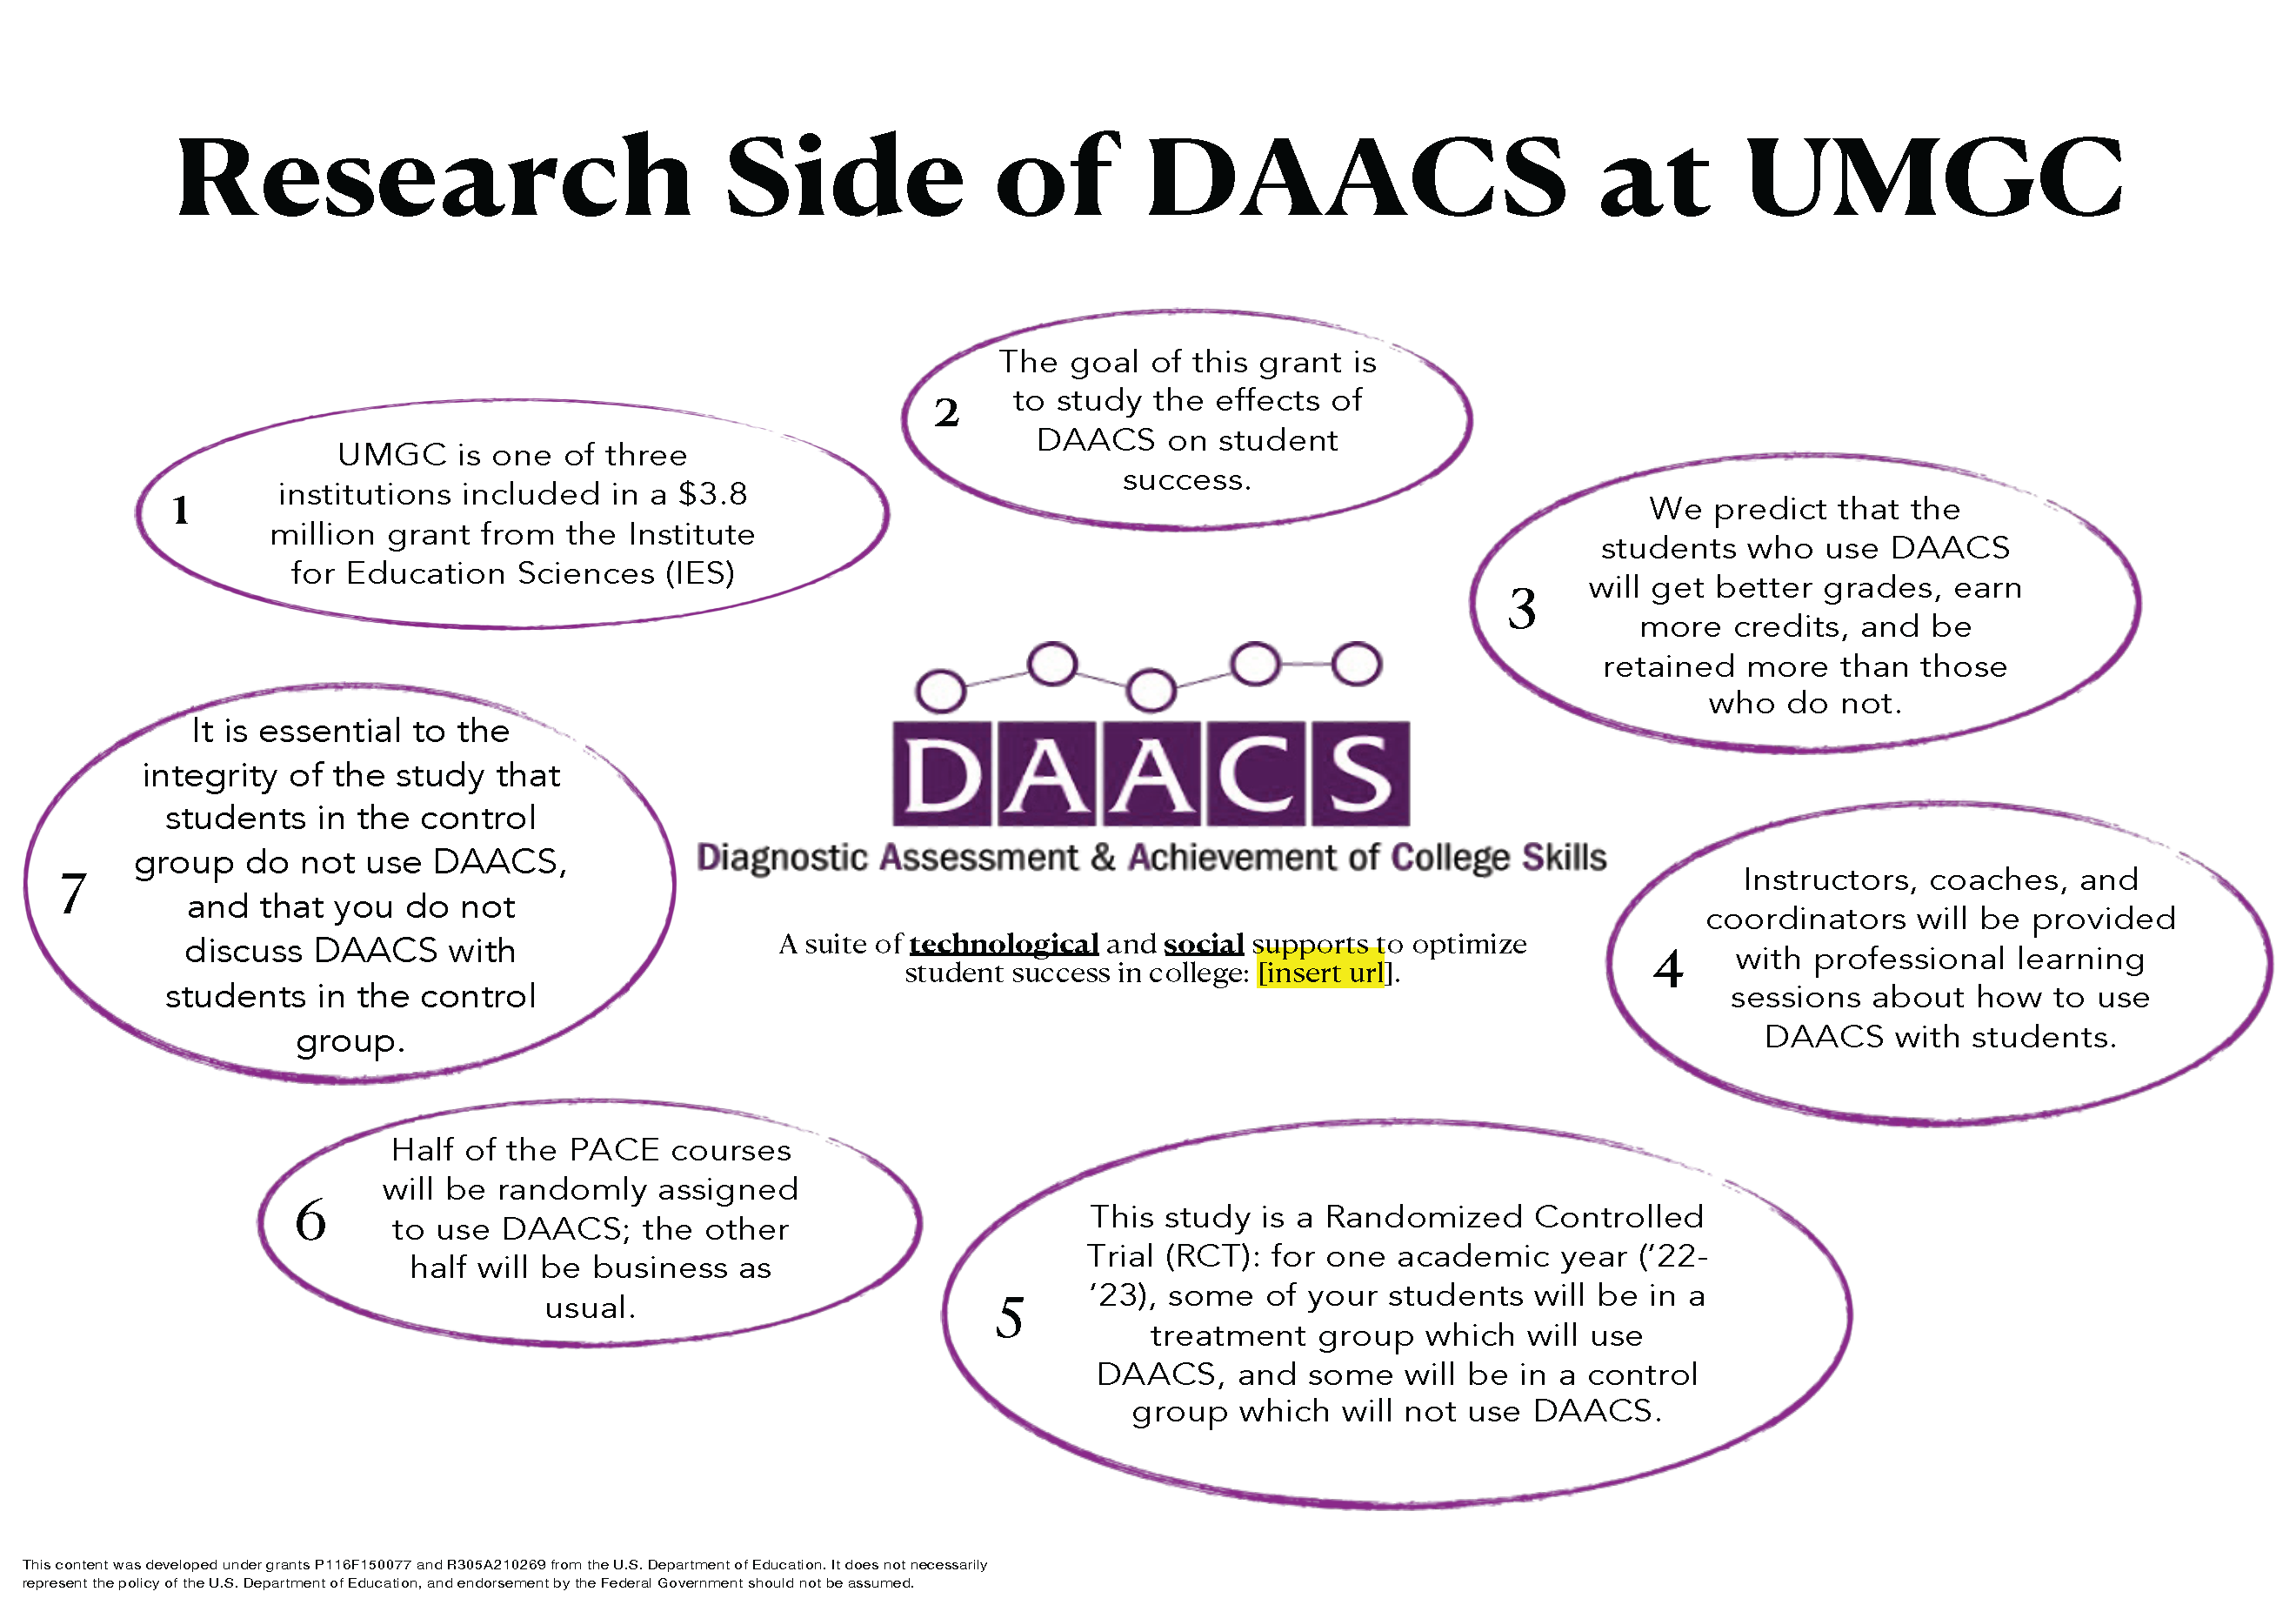 Research Side of DAACS at UMGC
1
UMGC is one of three
institutions included in a $3.8
million grant from the Institute
for Education Sciences (IES)
2
The goal of this grant is
to study the effects of
DAACS on student
success.
3
We predict that the
students who use DAACS
will get better grades, earn
more credits, and be
retained more than those
who do not.
DAACS
Diagnostic Assessment & Achievement of College Skills
A suite of technological and social supports to optimize
student success in college: [insert url].
4
Instructors, coaches, and
coordinators will be provided
with professional learning
sessions about how to use
DAACS with students.
5
This study is a Randomized Controlled
Trial (RCT): for one academic year (’22-
’23), some of your students will be in a
treatment group which will use
DAACS, and some will be in a control
group which will not use DAACS.
6
Half of the PACE courses
will be randomly assigned
to use DAACS; the other
half will be business as
usual.
7
It is essential to the
integrity of the study that
students in the control
group do not use DAACS,
and that you do not
discuss DAACS with
students in the control
group.
This content was developed under grants P116F150077 and R305A210269 from the U.S. Department of Education. It does not necessarily
represent the policy of the U.S. Department of Education, and endorsement by the Federal Government should not be assumed.